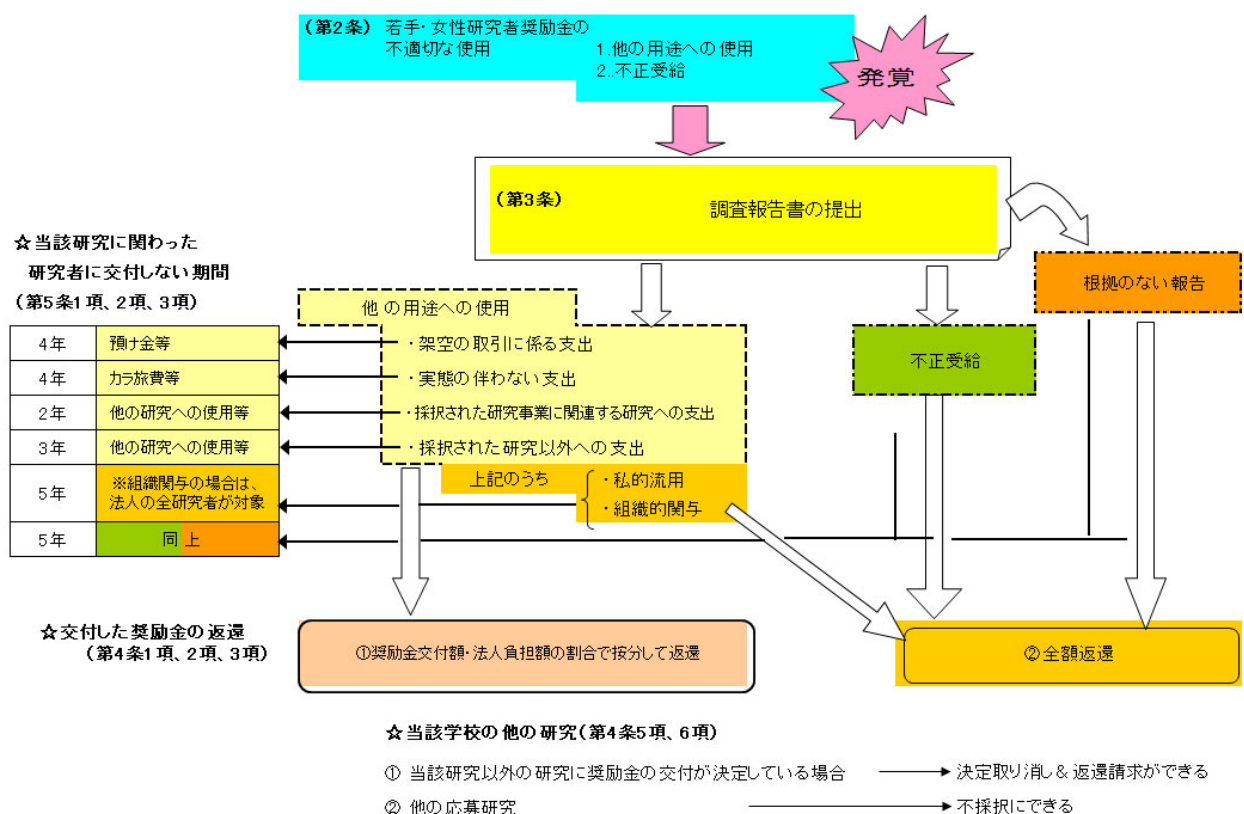 (第2条) 若手・女性研究者奨励金の
不適切な使用
1.他の用途への使用
2..不正受給
発覚
(第3条)
調査報告書の提出
☆当該研究に関わった
研究者に交付しない期間
(第5条1項、2項、3項)
根拠のない報告
他の用途への使用
不正受給
4年 預け金等
・架空の取引に係る支出
4年 カラ旅費等
・実態の伴わない支出
2年 他の研究への使用等
・採択された研究事業に関連する研究への支出
3年 他の研究への使用等
・採択された研究以外への支出
5年 ※組織関与の場合は、
法人の全研究者が対象
上記のうち
・私的流用
・組織的関与
5年 同上
☆交付した奨励金の返還
(第4条1項、2項、3項)
①奨励金交付額・法人負担額の割合で按分して返還
②全額返還
☆当該学校の他の研究(第4条5項、6項)
① 当該研究以外の研究に奨励金の交付が決定している場合 決定取り消し&返還請求ができる
② 他の応募研究 不採択にできる